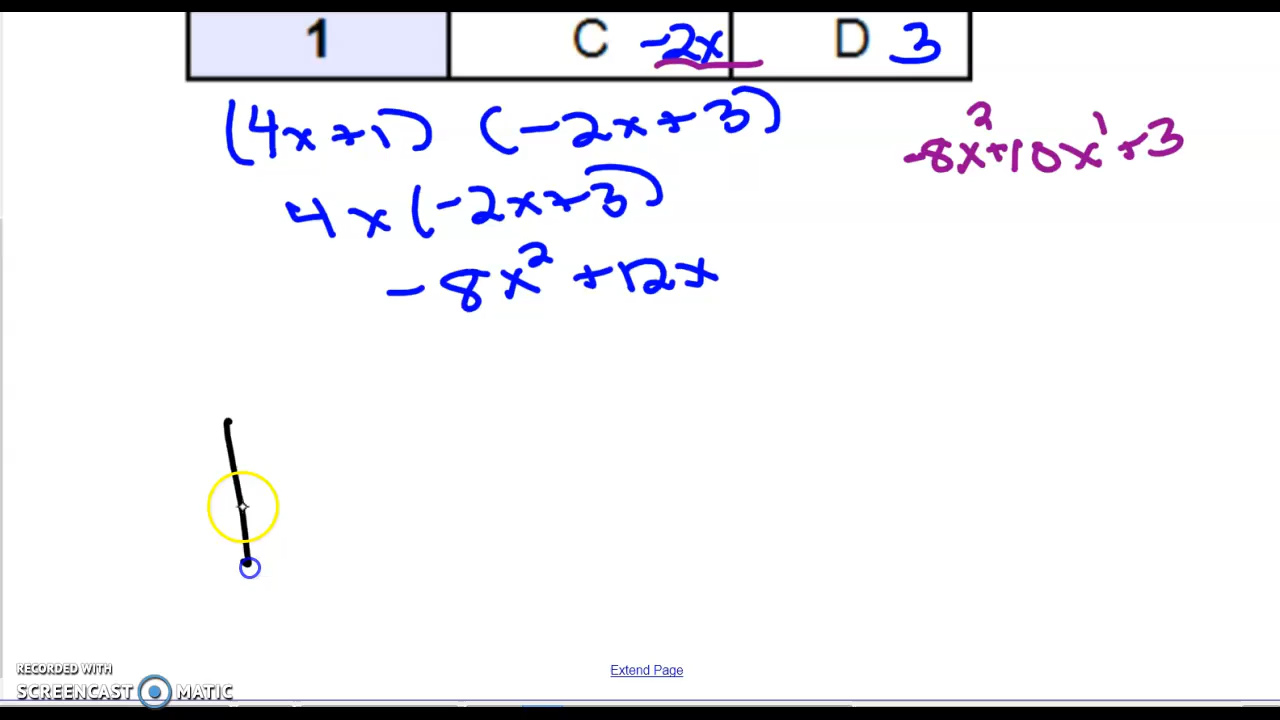 1 C -2x D 3
(4x+1) (-2x+3)
-8x²+10x¹+3
4x(-2x+3)
-8x²+12x
Extend Page
RECORDED WITH
SCREENCAST MATIC